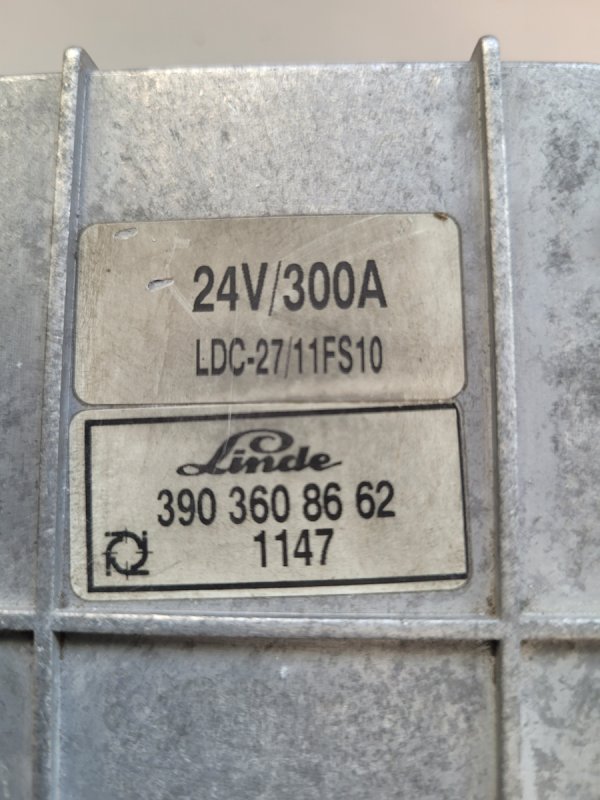 24V/300A
LDC-27/11FS10
Linde
390 360 86 62
1147